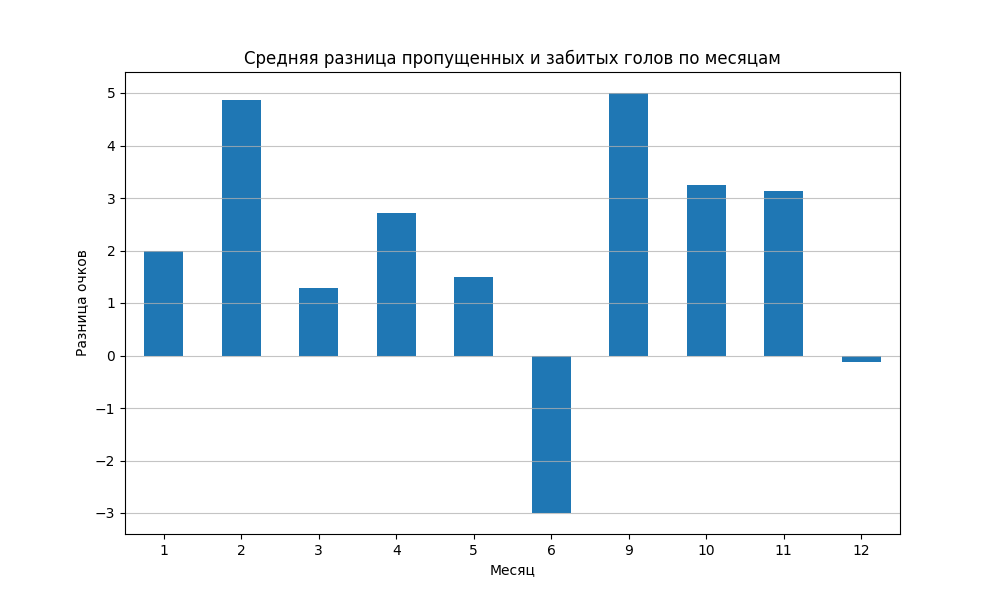 Средняя разница пропущенных и забитых голов по месяцам
Разница очков
5
4
3
2
1
0
−1
−2
−3
1 2 3 4 5 6 9 10 11 12
Месяц